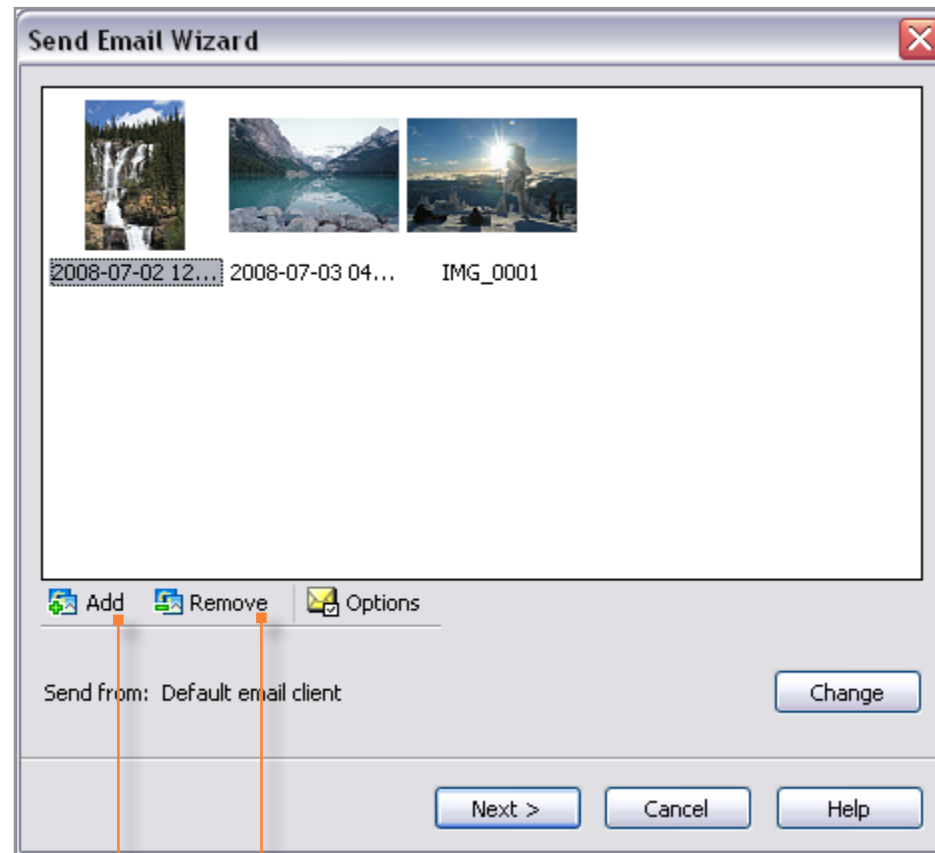 Send Email Wizard
2008-07-02 12... 2008-07-03 04... IMG_0001
Add Remove Options
Send from: Default email client Change
Next > Cancel Help